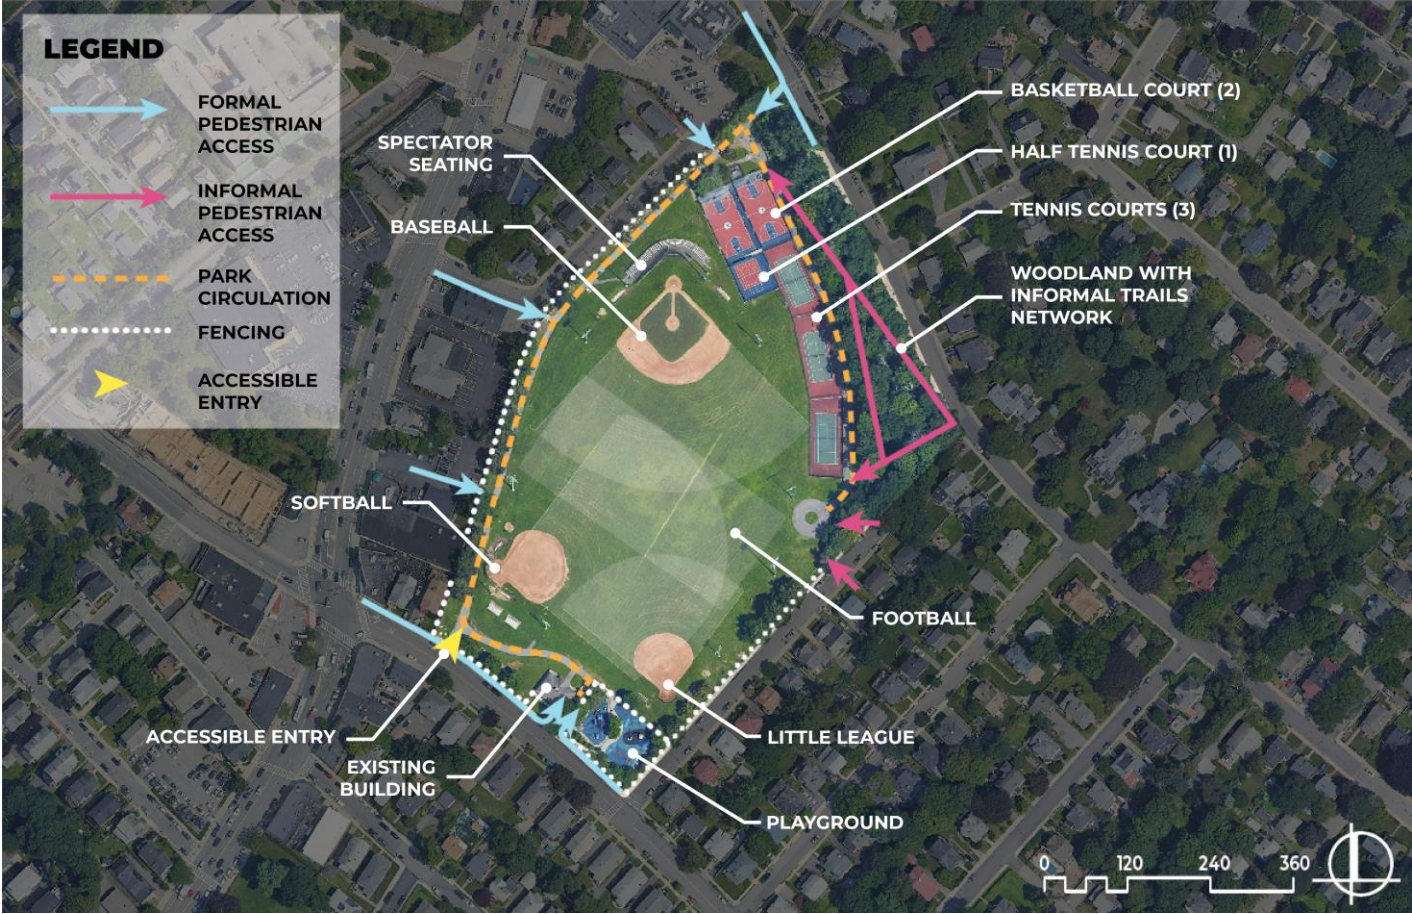 LEGEND
FORMAL
PEDESTRIAN
ACCESS
INFORMAL
PEDESTRIAN
ACCESS
PARK
CIRCULATION
FENCING
ACCESSIBLE
ENTRY
SPECTATOR
SEATING
BASEBALL
SOFTBALL
ACCESSIBLE ENTRY
EXISTING
BUILDING
BASKETBALL COURT (2)
HALF TENNIS COURT (1)
TENNIS COURTS (3)
WOODLAND WITH
INFORMAL TRAILS
NETWORK
FOOTBALL
LITTLE LEAGUE
PLAYGROUND
0 120 240 360